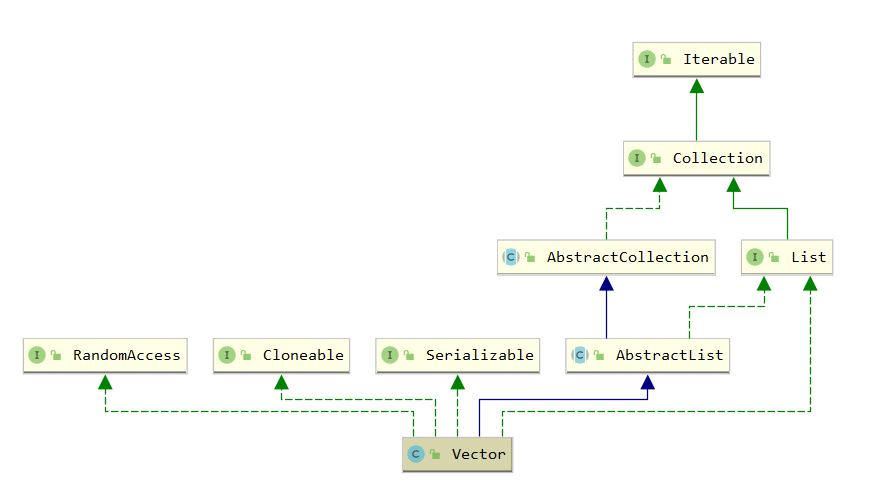 I Iterable
I Collection
C AbstractCollection
I List
I RandomAccess
I Cloneable
I Serializable
C AbstractList
C Vector